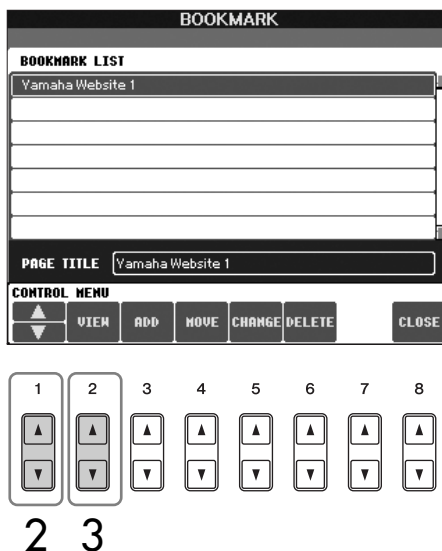 BOOKMARK
BOOKMARK LIST
Yamaha Website 1
PAGE TITLE Yamaha Website 1
CONTROL MENU
VIEW ADD MOVE CHANGE DELETE CLOSE
1 2 3 4 5 6 7 8
2 3